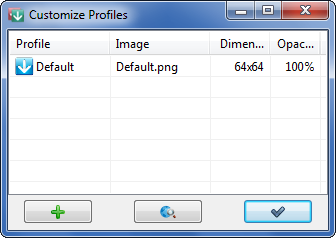 Customize Profiles
Profile Image Dimen... Opac...
Default Default.png 64x64 100%